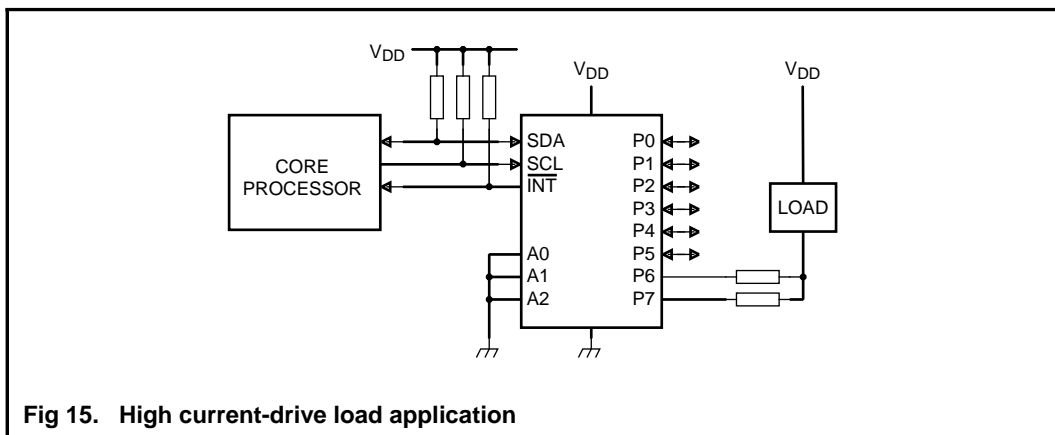 VDD
VDD
VDD
CORE
PROCESSOR
SDA
SCL
INT
A0
A1
A2
P0
P1
P2
P3
P4
P5
P6
P7
LOAD
Fig 15. High current-drive load application